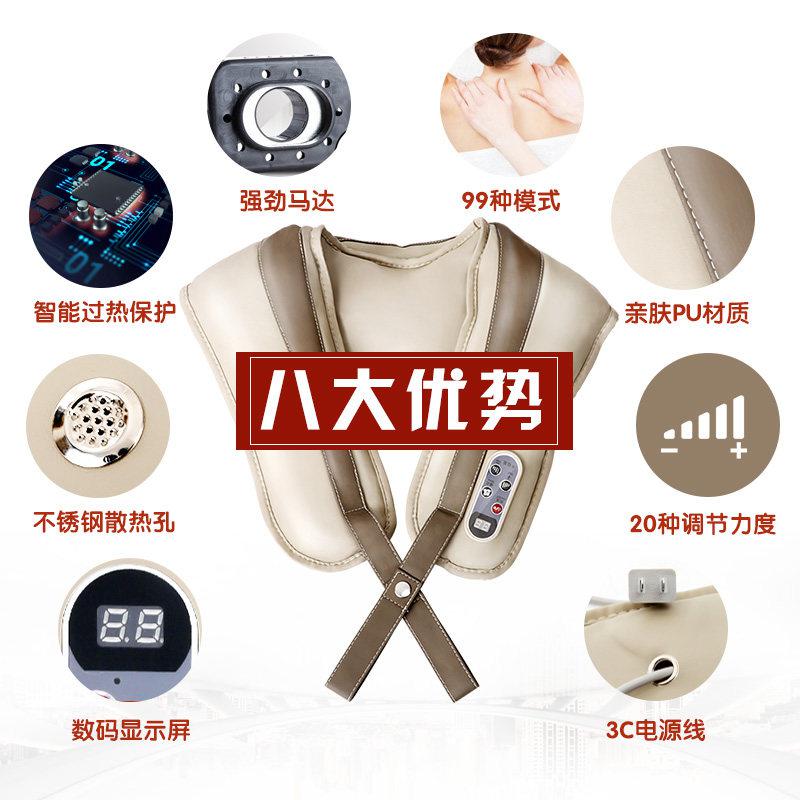 强劲马达
99种模式
智能过热保护
亲肤PU材质
八大优势
不锈钢散热孔
20种调节力度
数码显示屏
3C电源线